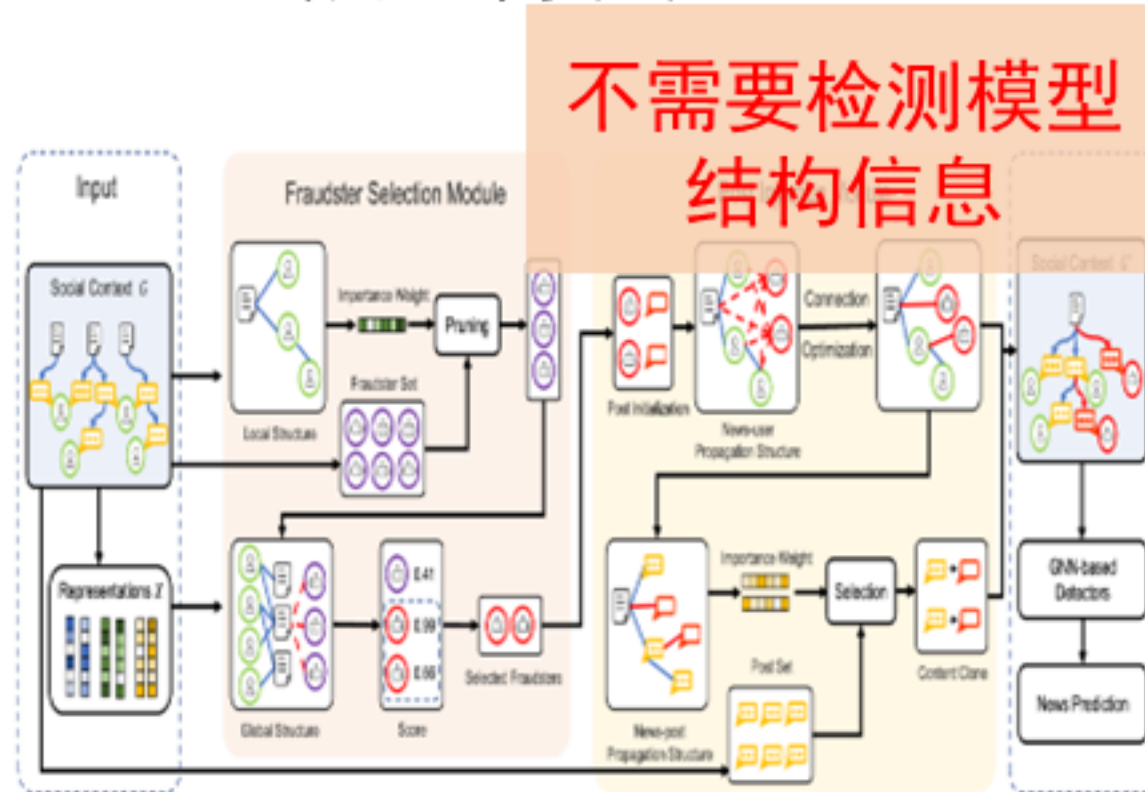 不需要检测模型
结构信息
Input
Fraudster Selection Module
Social Context G
Importance Weight
Pruning
Fraudster Set
Local Structure
Representations X
Global Structure
0.41
0.99
0.66
Score
Selected Fraudsters
Post Initialization
News-user
Propagation Structure
Connection
Optimization
Social Context G'
News-post
Propagation Structure
Importance Weight
Selection
Post Set
Content Clone
GNN-based
Detectors
News Prediction